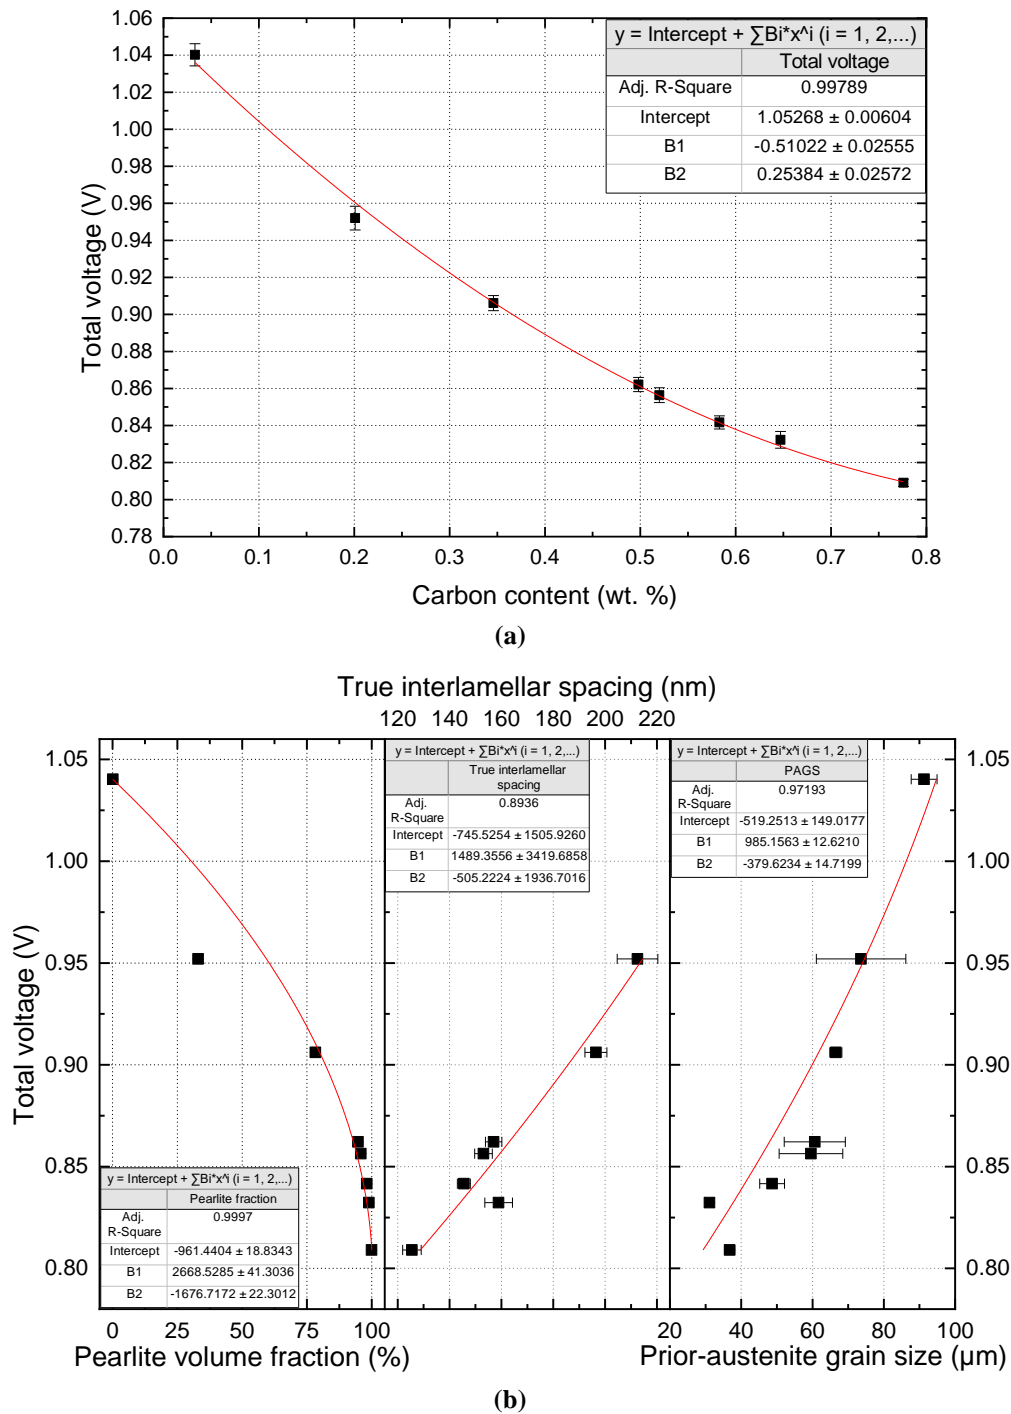 1.06
1.04
1.02
1.00
0.98
0.96
0.94
0.92
0.90
0.88
0.86
0.84
0.82
0.80
0.78
Total voltage (V)
y = Intercept + ∑Bi*x^i (i = 1, 2,...)
Total voltage
Adj. R-Square 0.99789
Intercept 1.05268 ± 0.00604
B1 -0.51022 ± 0.02555
B2 0.25384 ± 0.02572
0.0 0.1 0.2 0.3 0.4 0.5 0.6 0.7 0.8
Carbon content (wt. %)
(a)
True interlamellar spacing (nm)
120 140 160 180 200 220
1.05
1.00
0.95
0.90
0.85
0.80
Total voltage (V)
y = Intercept + ∑Bi*x^i (i = 1, 2,...)
Pearlite fraction
Adj. R-Square 0.9997
Intercept -961.4404 ± 18.8343
B1 2668.5285 ± 41.3036
B2 -1676.7172 ± 22.3012
y = Intercept + ∑Bi*x^i (i = 1, 2,...)
True interlamellar
spacing
Adj.
R-Square 0.8936
Intercept -745.5254 ± 1505.9260
B1 1489.3556 ± 3419.6858
B2 -505.2224 ± 1936.7016
y = Intercept + ∑Bi*x^i (i = 1, 2,...)
PAGS
Adj.
R-Square 0.97193
Intercept -519.2513 ± 149.0177
B1 985.1563 ± 12.6210
B2 -379.6234 ± 14.7199
1.05
1.00
0.95
0.90
0.85
0.80
0 25 50 75 100
20 40 60 80 100
Pearlite volume fraction (%)
Prior-austenite grain size (μm)
(b)